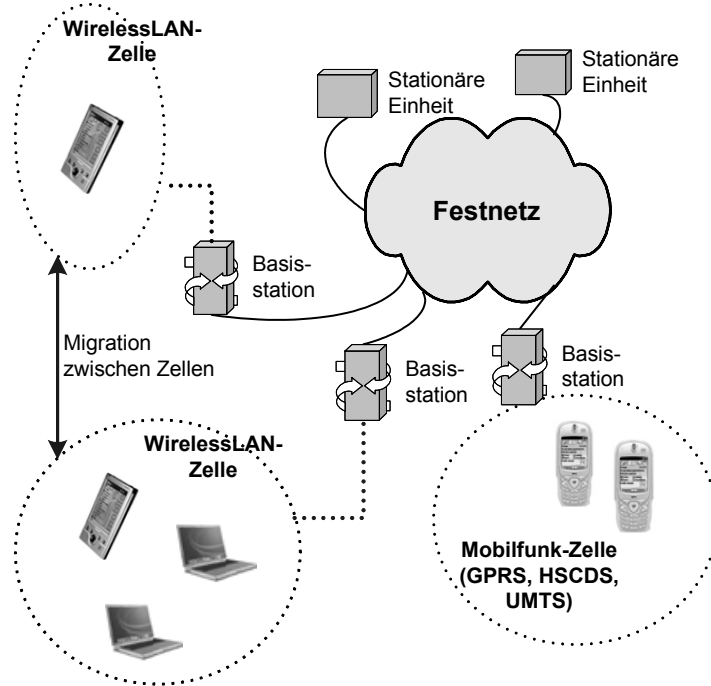 WirelessLAN-
Zelle
Stationäre
Einheit
Stationäre
Einheit
Festnetz
Basis-
station
Migration
zwischen Zellen
Basis-
station
Basis-
station
WirelessLAN-
Zelle
Mobilfunk-Zelle
(GPRS, HSCDS,
UMTS)